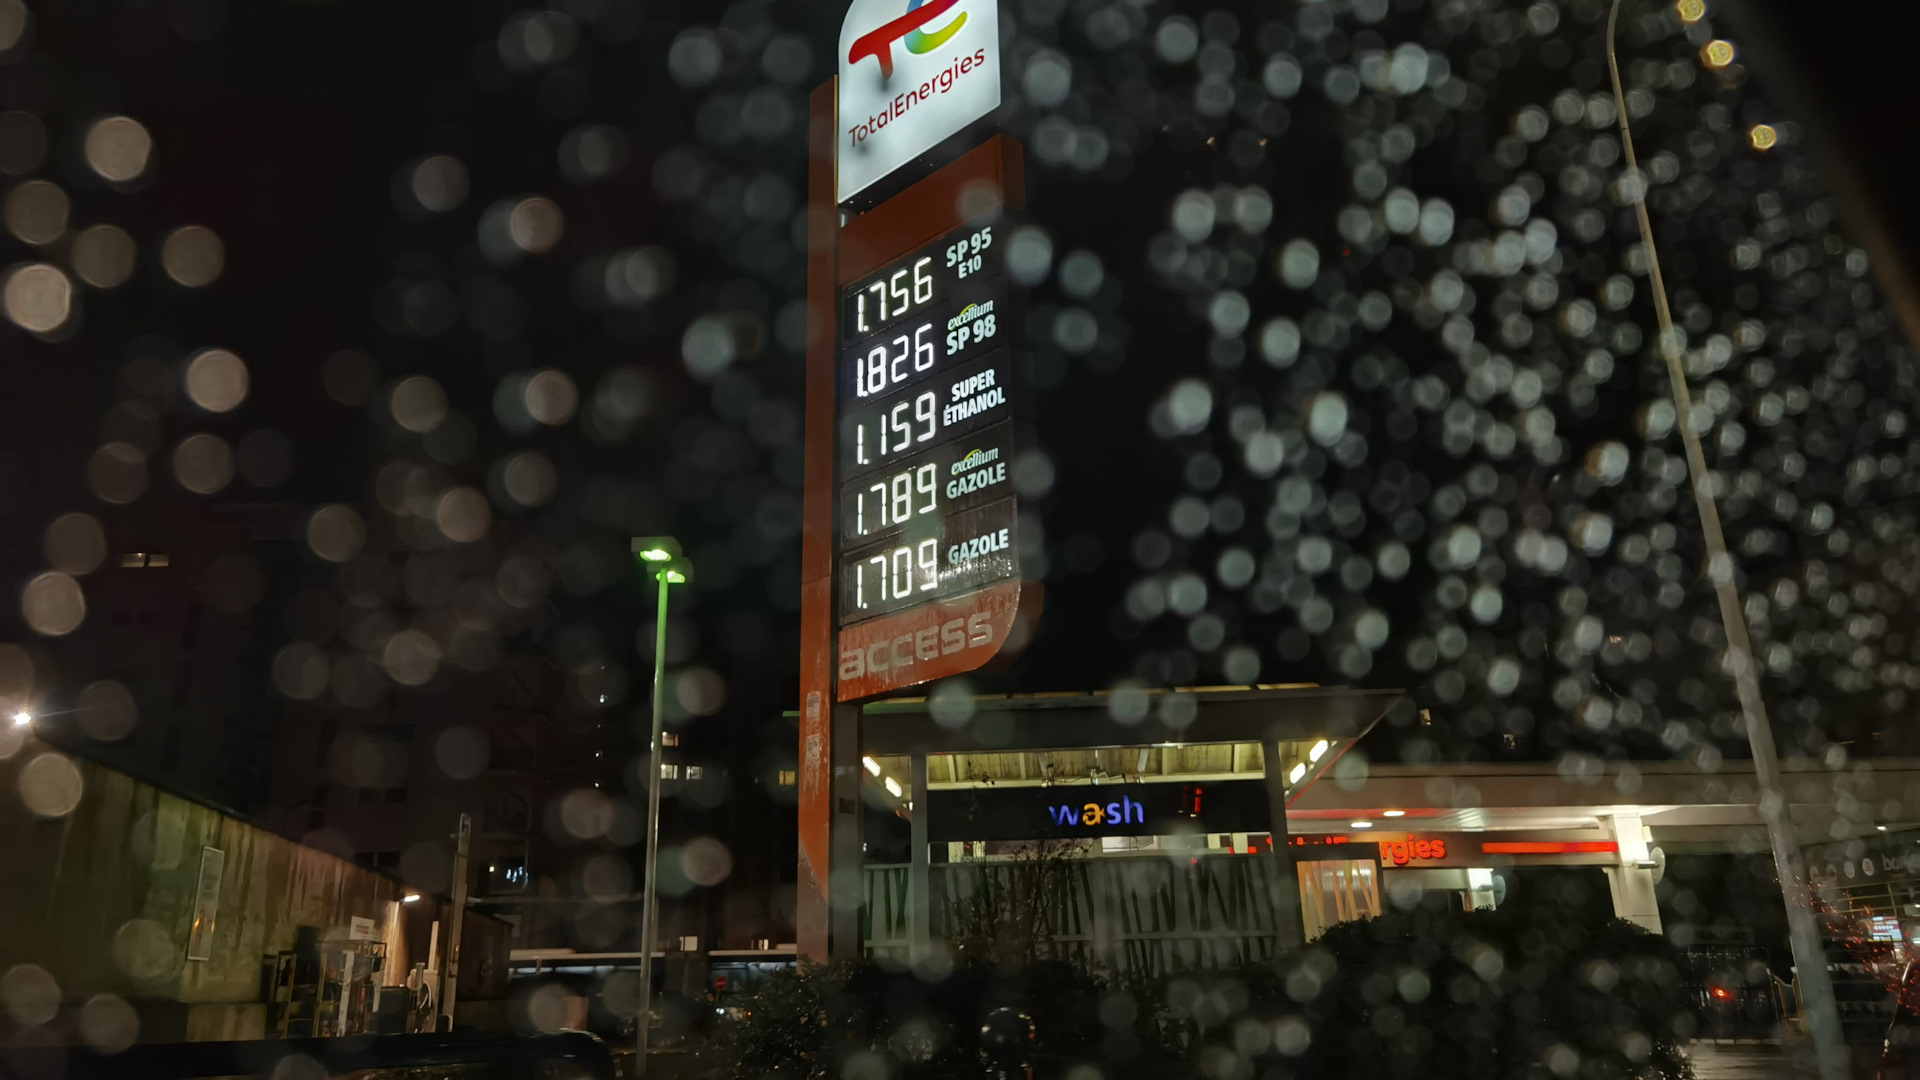 TotalEnergies
1.756 SP 95
E10
excellium
1.826 SP 98
SUPER
1.159 ÉTHANOL
excellium
1.789 GAZOLE
1.709 GAZOLE
access
wash
rgies